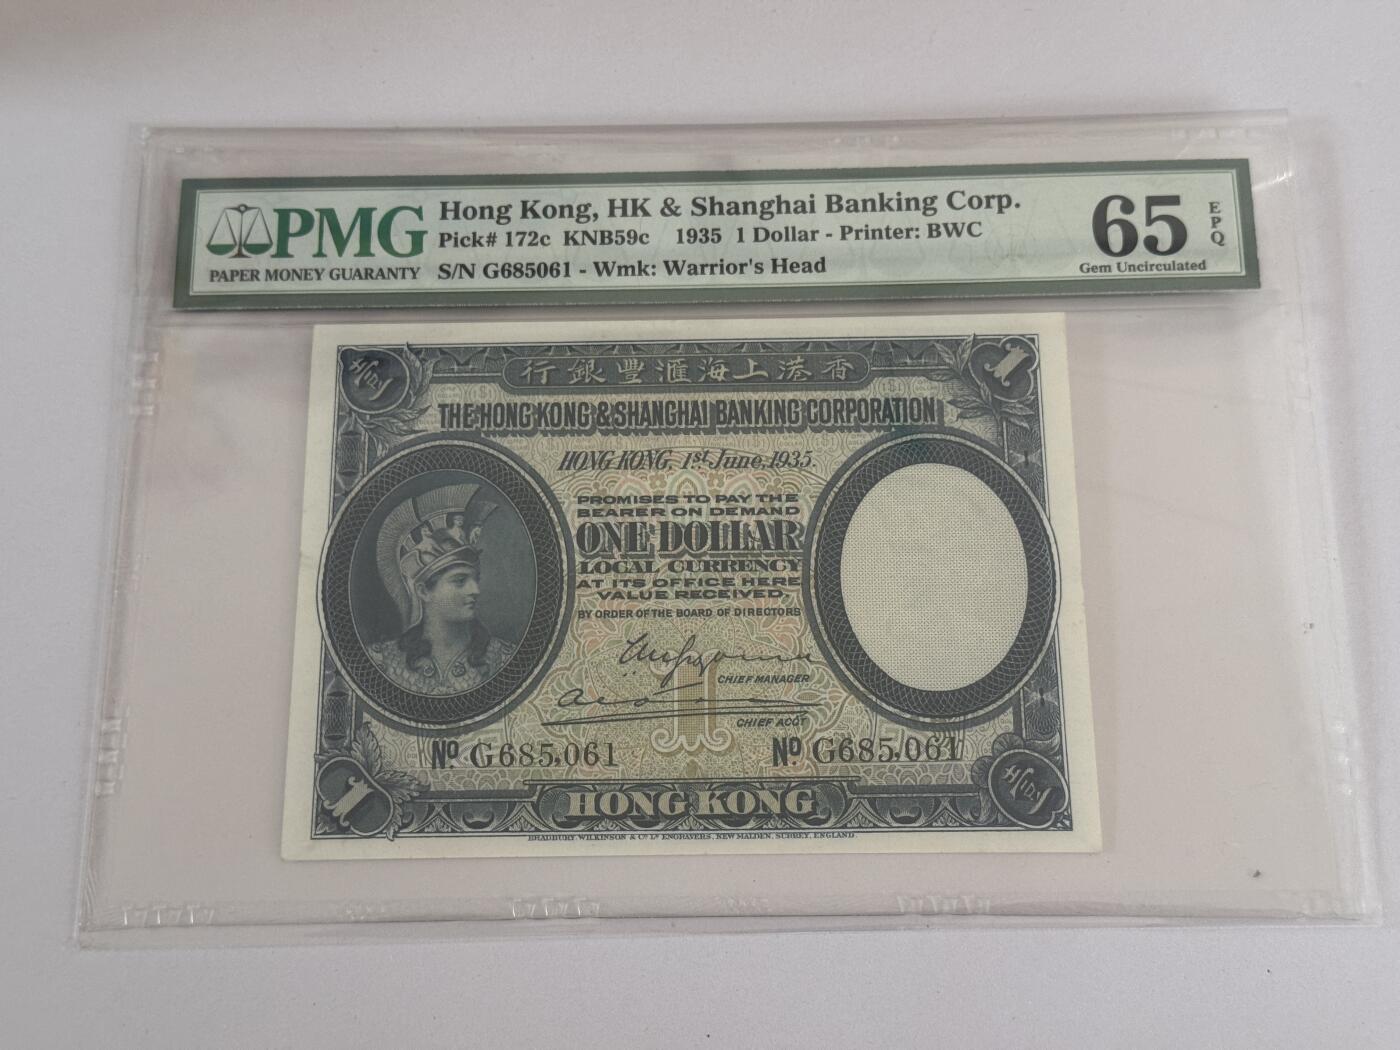 PMG
PAPER MONEY GUARANTY
Hong Kong, HK & Shanghai Banking Corp.
Pick# 172c KNB59c 1935 1 Dollar - Printer: BWC
S/N G685061 - Wmk: Warrior's Head
65
EPQ
Gem Uncirculated
行銀豐滙海上港香
1
THE HONG KONG & SHANGHAI BANKING CORPORATION
HONG KONG, 1st June, 1935.
PROMISES TO PAY THE
BEARER ON DEMAND
ONE DOLLAR
LOCAL CURRENCY
AT ITS OFFICE HERE
VALUE RECEIVED.
BY ORDER OF THE BOARD OF DIRECTORS
CHIEF MANAGER
CHIEF ACCT
1
No. G685,061 No. G685,061
1
HONG KONG
BRADBURY, WILKINSON & Co. Ld. ENGRAVERS, NEW MALDEN, SURREY, ENGLAND.